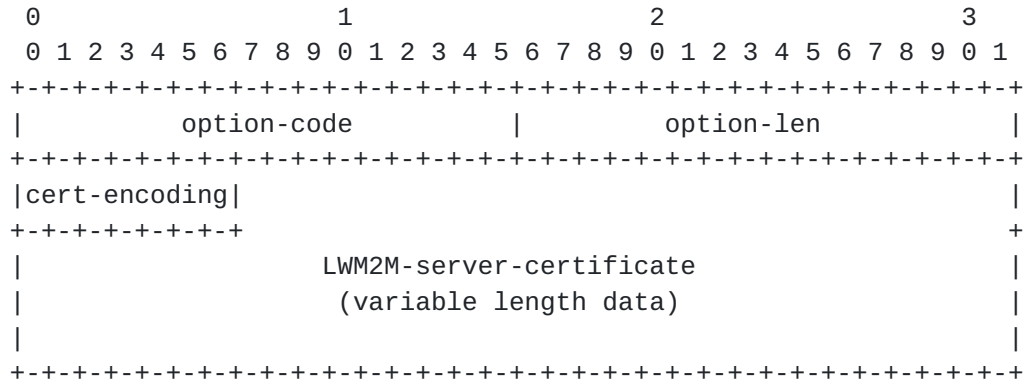 0                   1                   2                   3
 0 1 2 3 4 5 6 7 8 9 0 1 2 3 4 5 6 7 8 9 0 1 2 3 4 5 6 7 8 9 0 1
+-+-+-+-+-+-+-+-+-+-+-+-+-+-+-+-+-+-+-+-+-+-+-+-+-+-+-+-+-+-+-+-+
|          option-code          |         option-len            |
+-+-+-+-+-+-+-+-+-+-+-+-+-+-+-+-+-+-+-+-+-+-+-+-+-+-+-+-+-+-+-+-+
|cert-encoding|                                                 |
+-+-+-+-+-+-+-+                                                 +
|                   LWM2M-server-certificate                    |
|                    (variable length data)                     |
|                                                               |
+-+-+-+-+-+-+-+-+-+-+-+-+-+-+-+-+-+-+-+-+-+-+-+-+-+-+-+-+-+-+-+-+